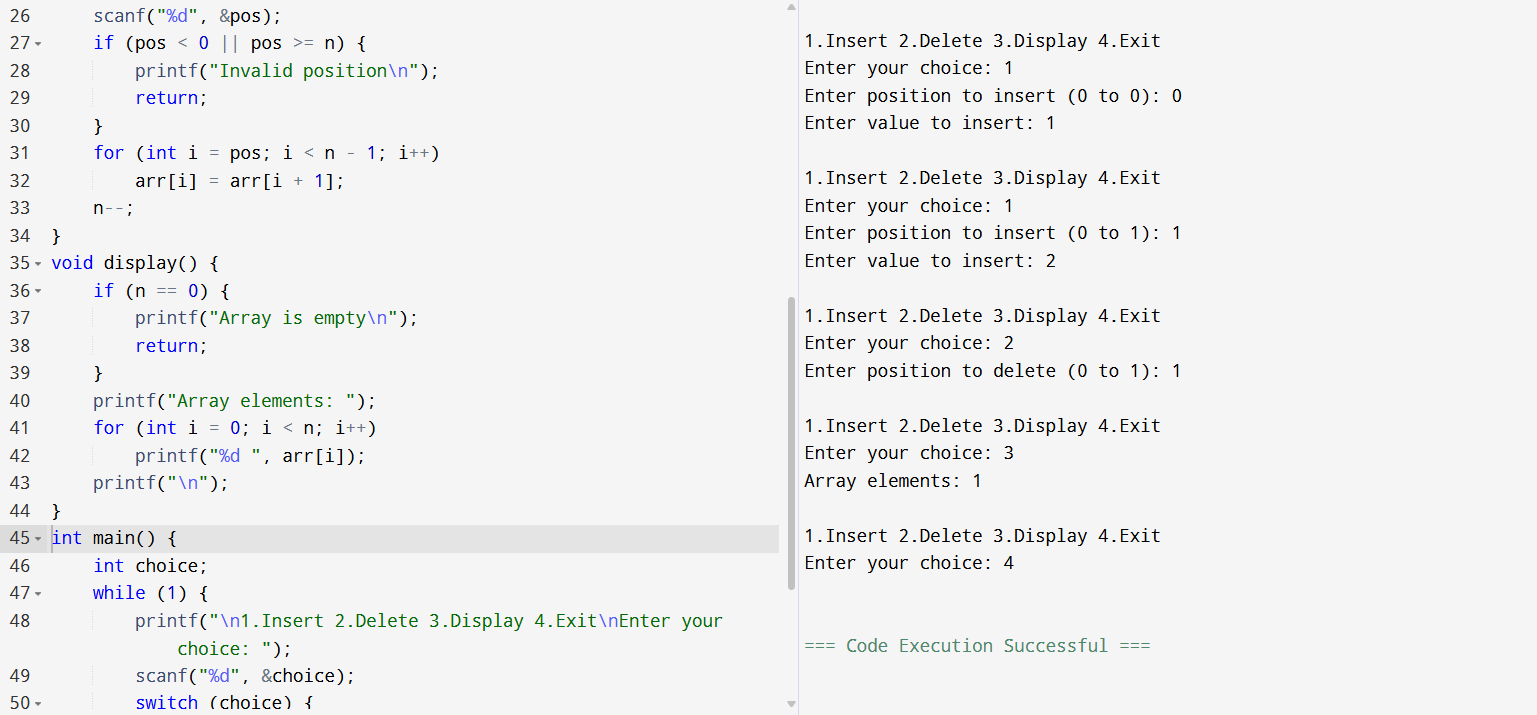 26 scanf("%d", &pos);
27 if (pos < 0 || pos >= n) {
28 printf("Invalid position\n");
29 return;
30 }
31 for (int i = pos; i < n - 1; i++)
32 arr[i] = arr[i + 1];
33 n--;
34 }
35 void display() {
36 if (n == 0) {
37 printf("Array is empty\n");
38 return;
39 }
40 printf("Array elements: ");
41 for (int i = 0; i < n; i++)
42 printf("%d ", arr[i]);
43 printf("\n");
44 }
45 int main() {
46 int choice;
47 while (1) {
48 printf("\n1.Insert 2.Delete 3.Display 4.Exit\nEnter your
choice: ");
49 scanf("%d", &choice);
50 switch (choice) {
1.Insert 2.Delete 3.Display 4.Exit
Enter your choice: 1
Enter position to insert (0 to 0): 0
Enter value to insert: 1
1.Insert 2.Delete 3.Display 4.Exit
Enter your choice: 1
Enter position to insert (0 to 1): 1
Enter value to insert: 2
1.Insert 2.Delete 3.Display 4.Exit
Enter your choice: 2
Enter position to delete (0 to 1): 1
1.Insert 2.Delete 3.Display 4.Exit
Enter your choice: 3
Array elements: 1
1.Insert 2.Delete 3.Display 4.Exit
Enter your choice: 4
=== Code Execution Successful ===